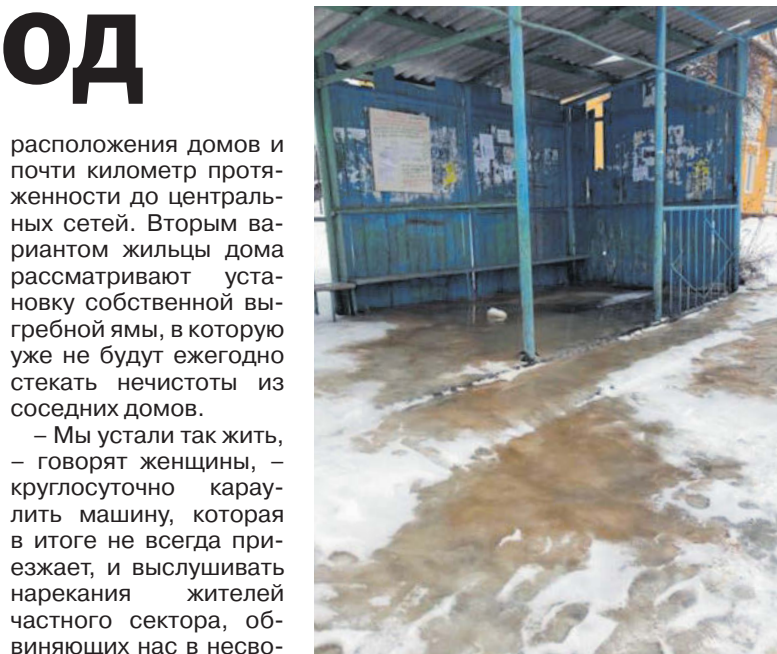 ОД
расположения домов и
почти километр протя-
женности до централь-
ных сетей. Вторым ва-
риантом жильцы дома
рассматривают уста-
новку собственной вы-
гребной ямы, в которую
уже не будут ежегодно
стекать нечистоты из
соседних домов.
– Мы устали так жить,
– говорят женщины, –
круглосуточно карау-
лить машину, которая
в итоге не всегда при-
езжает, и выслушивать
нарекания жителей
частного сектора, об-
виняющих нас в несво-